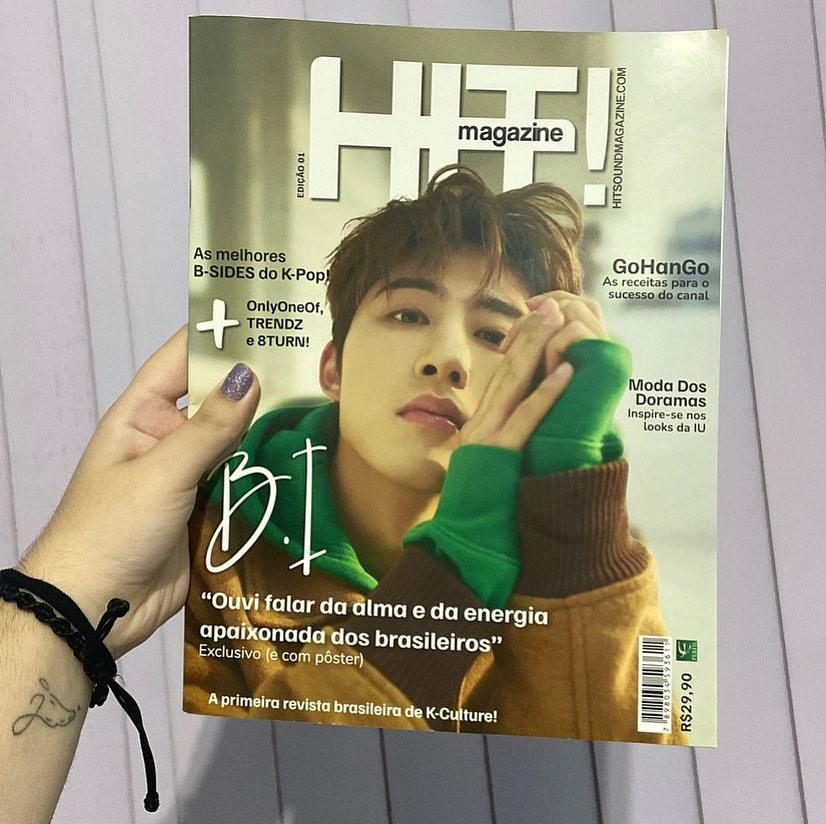 HIT!
magazine
EDIÇÃO 01
HITSOUNDMAGAZINE.COM
As melhores
B-SIDES do K-Pop!
+
OnlyOneOf,
TRENDZ
e 8TURN!
GoHanGo
As receitas para o
sucesso do canal
Moda Dos
Doramas
Inspire-se nos
looks da IU
B.I
“Ouvi falar da alma e da energia
apaixonada dos brasileiros”
Exclusivo (e com pôster)
A primeira revista brasileira de K-Culture!
R$29,90